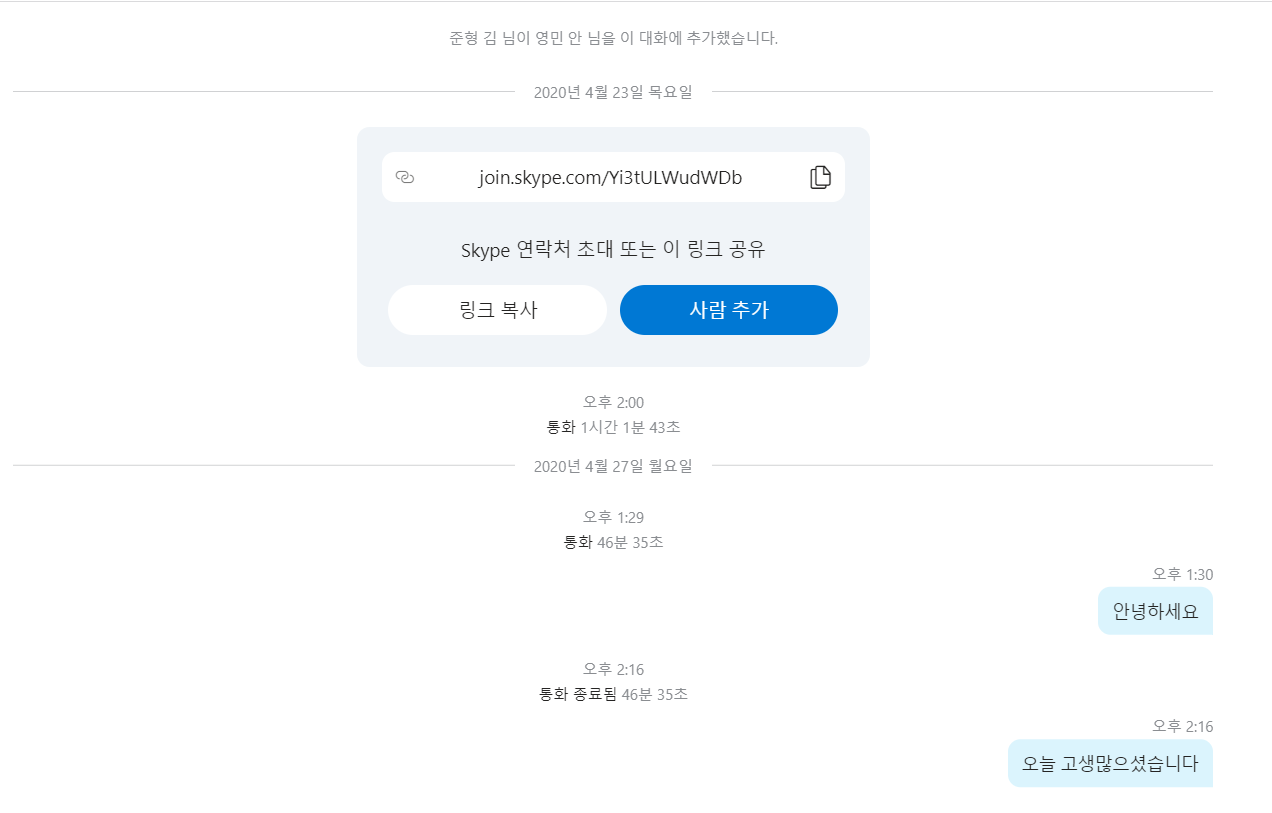 준형 김 님이 영민 안 님을 이 대화에 추가했습니다.
2020년 4월 23일 목요일
join.skype.com/Yi3tULWudWDb
Skype 연락처 초대 또는 이 링크 공유
링크 복사
사람 추가
오후 2:00
통화 1시간 1분 43초
2020년 4월 27일 월요일
오후 1:29
통화 46분 35초
오후 1:30
안녕하세요
오후 2:16
통화 종료됨 46분 35초
오후 2:16
오늘 고생많으셨습니다